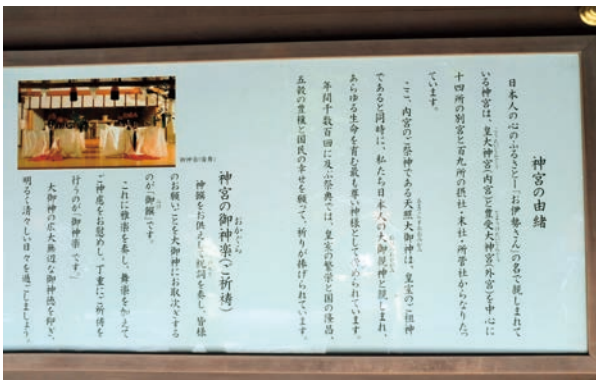 神宮の由緒
日本人の心のふるさと―「お伊勢さん」の名で親しまれて
いる神宮は、皇大神宮(内宮)と豊受大神宮(外宮)を中心に
十四所の別宮と百九所の摂社・末社・所管社からなりたっ
ています。
ここ、内宮のご祭神である天照大御神は、皇室のご祖神
であると同時に、私たち日本人の大御親神と親しまれ、
あらゆる生命を育む最も尊い神様として崇められています。
年間千数百回に及ぶ祭典では、皇室の繁栄と国の隆昌、
五穀の豊穣と国民の幸せを願って、祈りが捧げられています。
神宮の御神楽(ご祈祷)
おかぐら
神饌をお供えして祝詞を奏し、皆様
のお願いごとを大御神にお取次ぎする
のが「御饌」です。
これに雅楽を奏し、舞楽を加えて
ご神慮をお慰めし、丁重にご祈祷を
行うのが「御神楽」です。
大御神の広大無辺な御神徳を仰ぎ、
明るく清々しい日々を過ごしましょう。